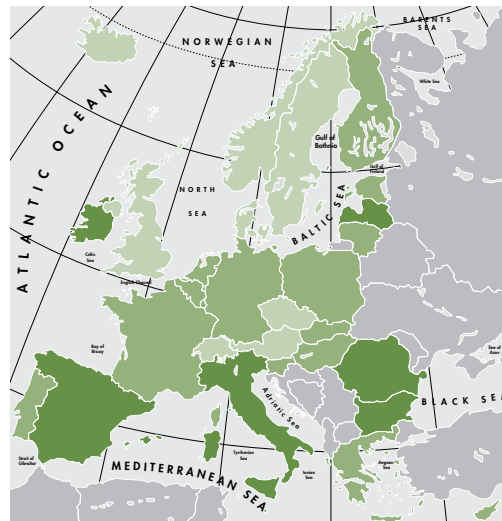 BARENTS
SEA
NORWEGIAN
SEA
White Sea
ATLANTIC OCEAN
Gulf of
Bothnia
Gulf of
Finland
NORTH
SEA
BALTIC SEA
Celtic
Sea
English Channel
Bay of
Biscay
Sea of
Azov
Adriatic Sea
BLACK SEA
Strait of
Gibraltar
Tyrrhenian
Sea
MEDITERRANEAN SEA
Ionian
Sea
Aegean
Sea